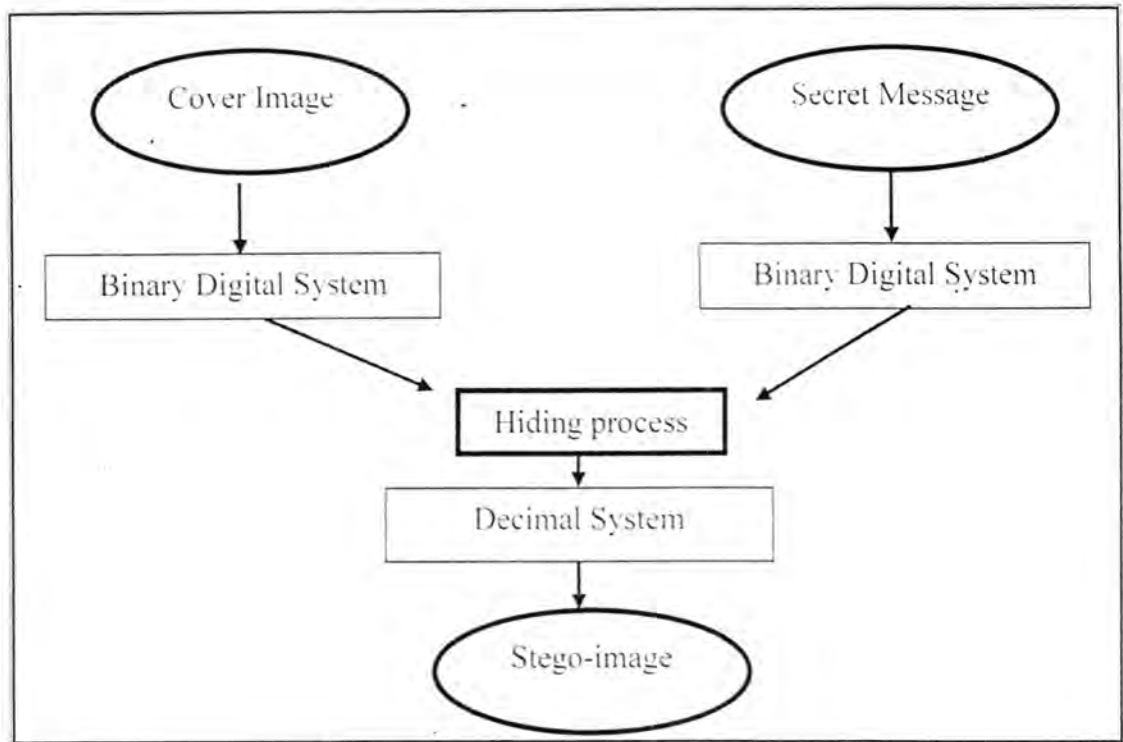 Cover Image
Secret Message
Binary Digital System
Binary Digital System
Hiding process
Decimal System
Stego-image